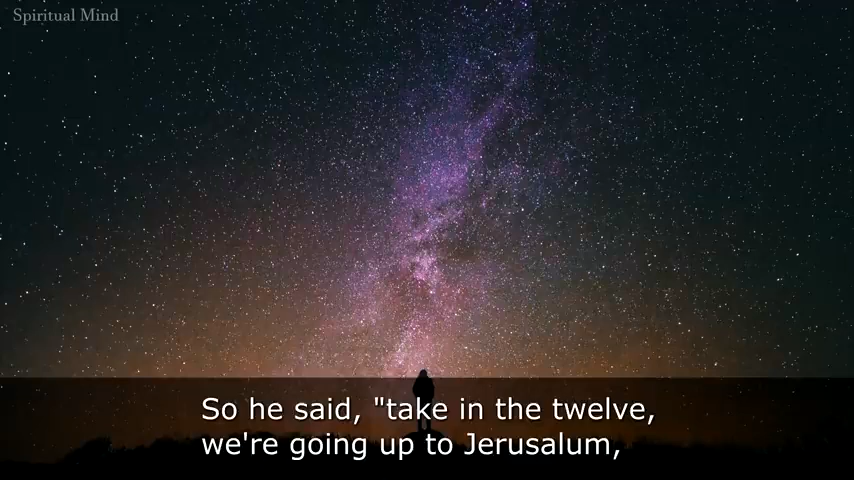 Spiritual Mind
So he said, "take in the twelve,
we're going up to Jerusalum,